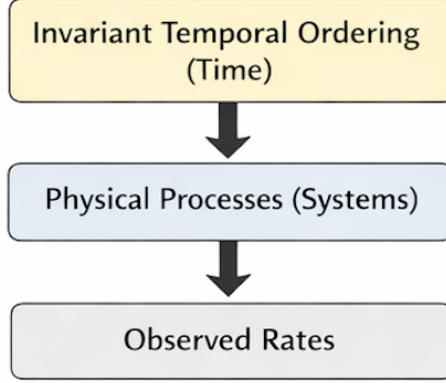 Invariant Temporal Ordering
(Time)
Physical Processes (Systems)
Observed Rates